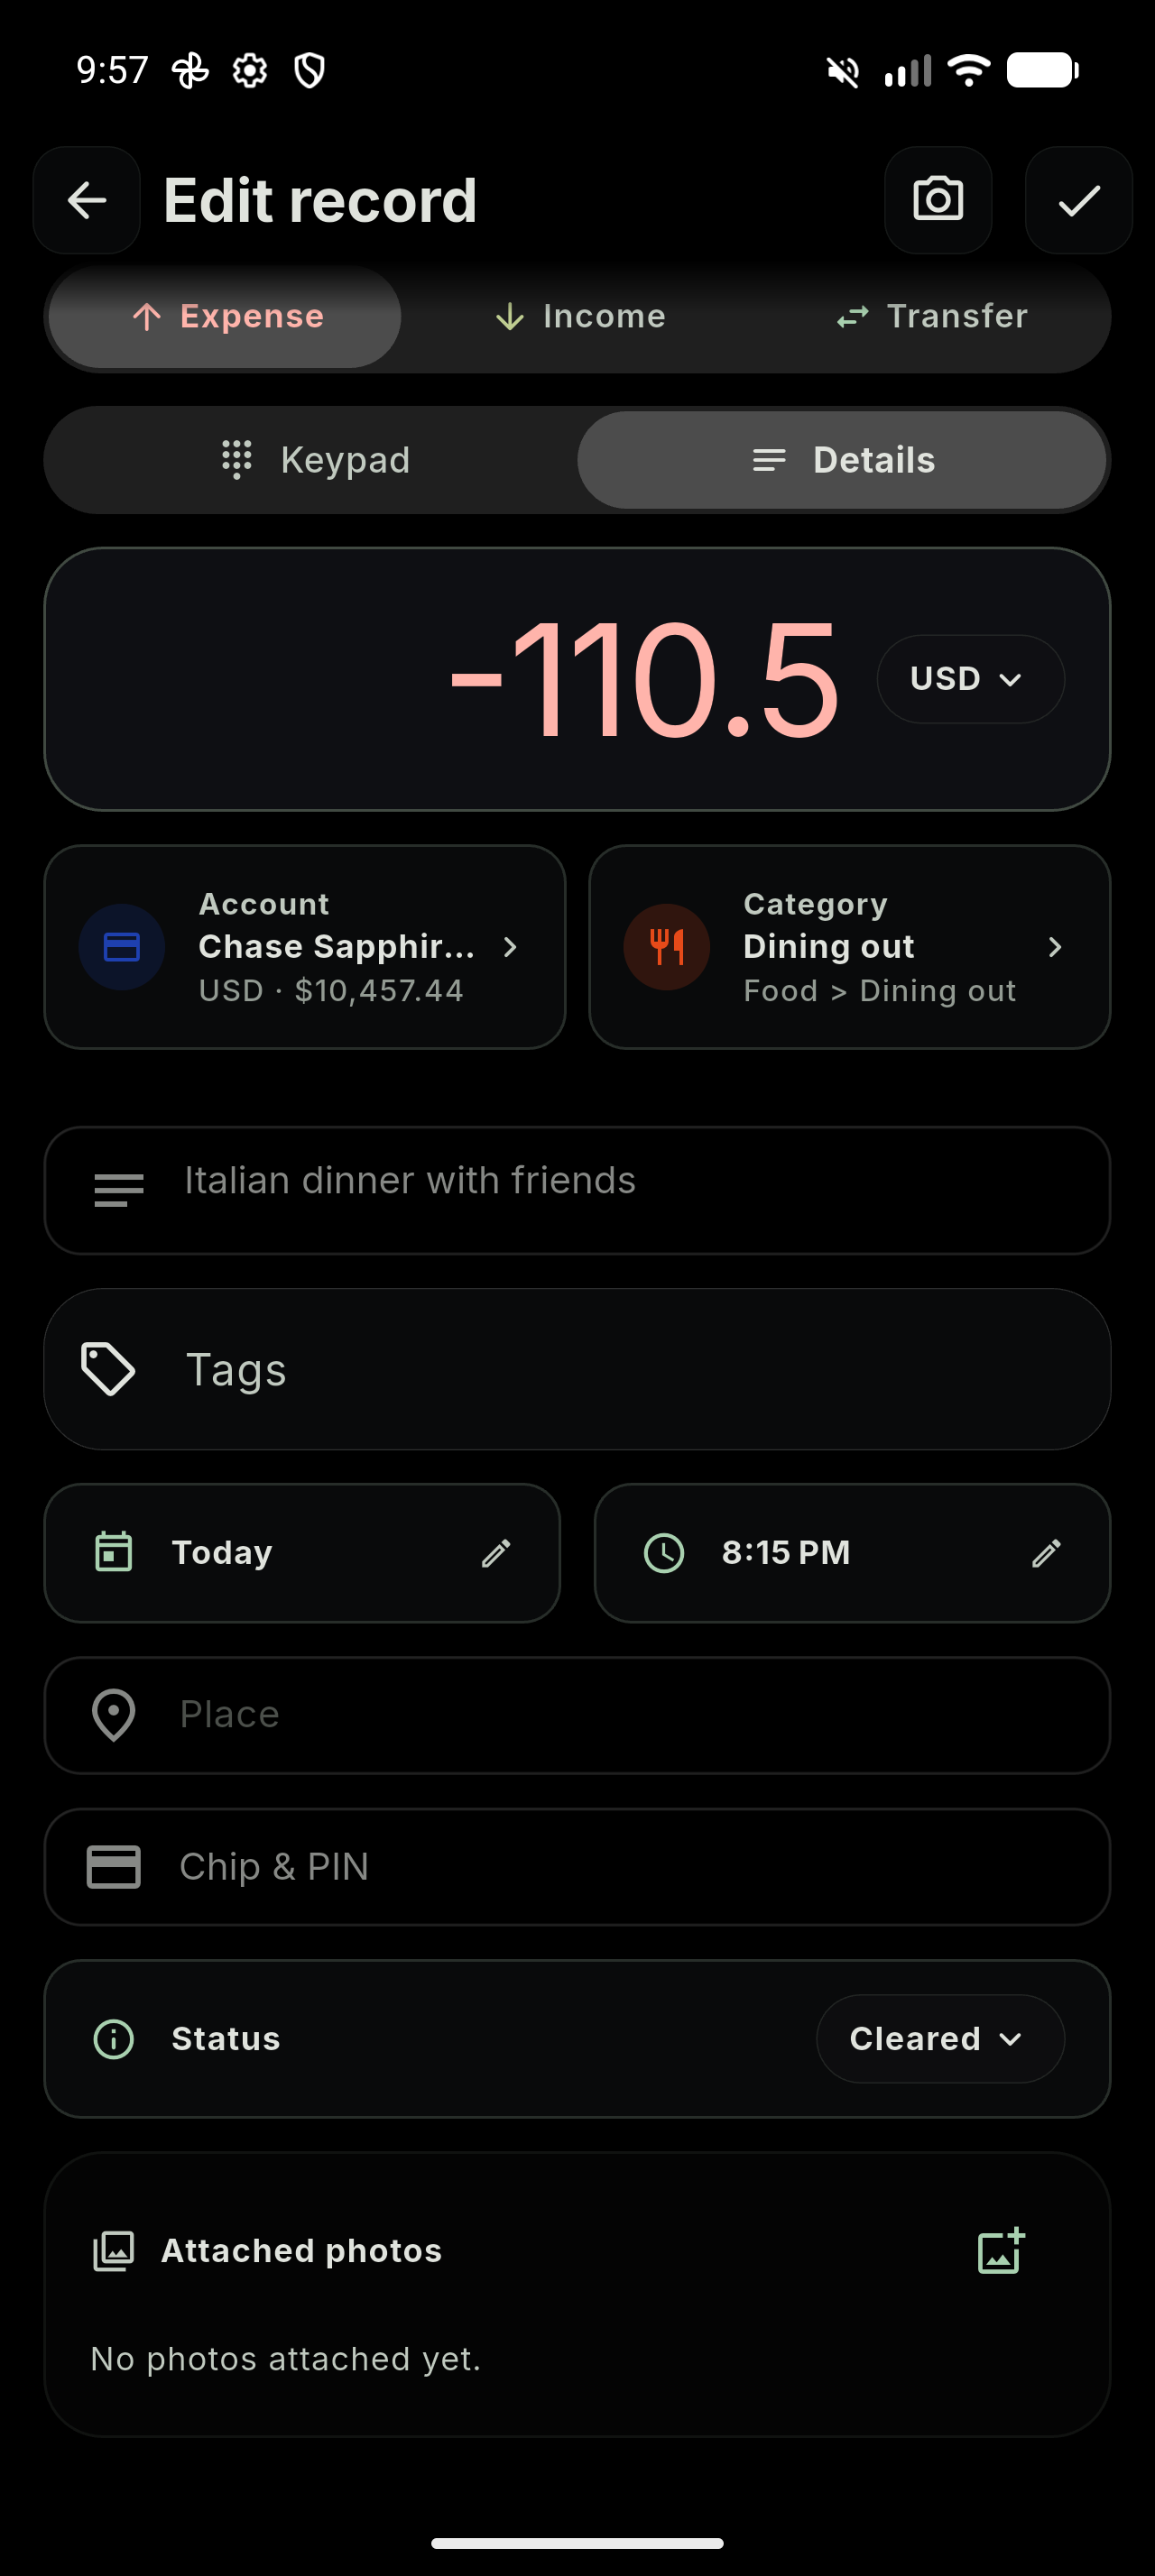 9:57
Edit record
Expense
Income
Transfer
Keypad
Details
-110.5
USD
Account
Chase Sapphir...
USD · $10,457.44
Category
Dining out
Food > Dining out
Italian dinner with friends
Tags
Today
8:15 PM
Place
Chip & PIN
Status
Cleared
Attached photos
No photos attached yet.